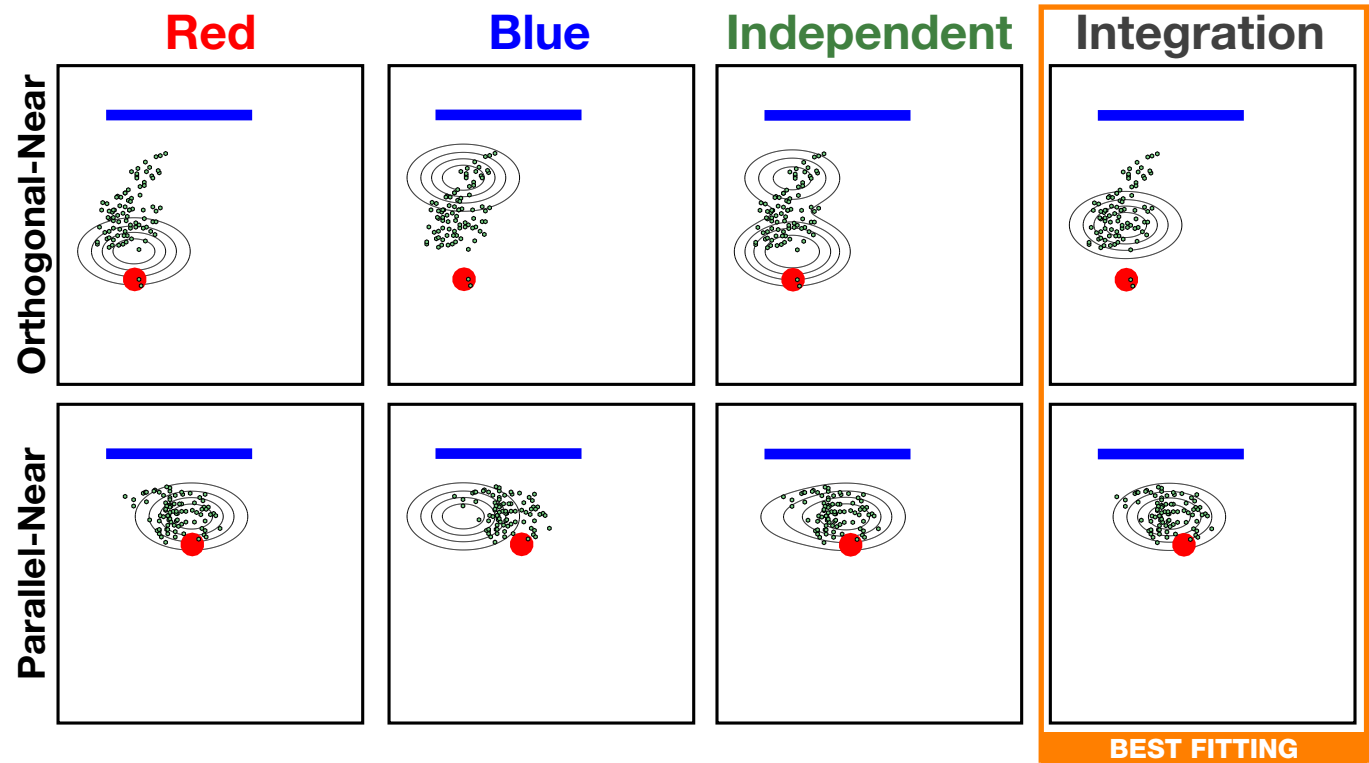 Red
Blue
Independent
Integration
Orthogonal-Near
Parallel-Near
BEST FITTING